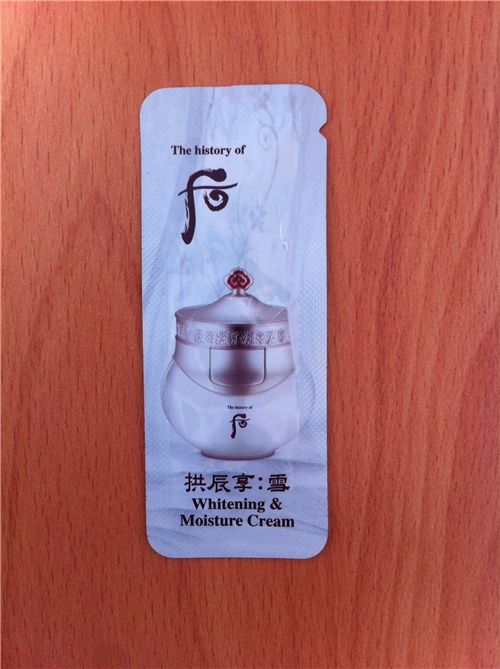 The history of
后
The history of
后
拱辰享:雪
Whitening &
Moisture Cream